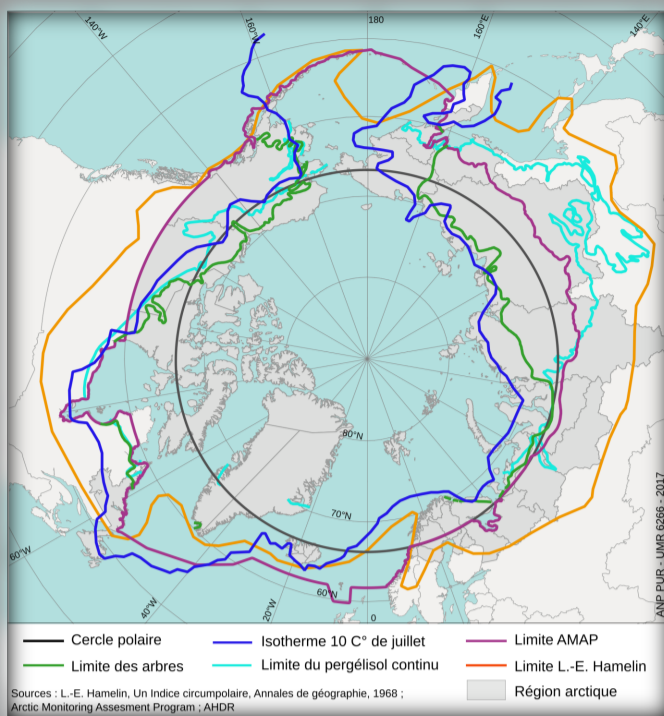 140°W
160°W
180
160°E
140°E
80°N
70°N
60°N
60°W
40°W
20°W
0
ANP PUR - UMR 8266 - 2017
Cercle polaire
Isotherme 10 C° de juillet
Limite AMAP
Limite des arbres
Limite du pergélisol continu
Limite L.-E. Hamelin
Région arctique
Sources : L.-E. Hamelin, Un Indice circumpolaire, Annales de géographie, 1968 ;
Arctic Monitoring Assesment Program ; AHDR